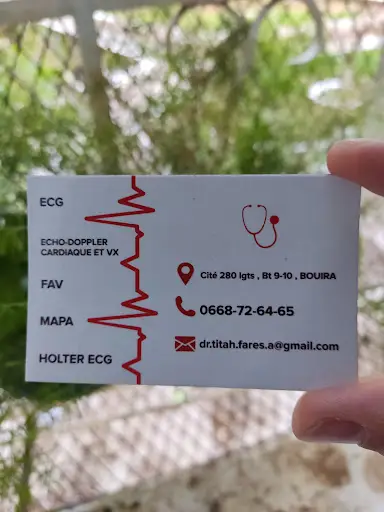 ECG
ECHO-DOPPLER
CARDIAQUE ET VX
FAV
MAPA
HOLTER ECG
Cité 280 lgts , Bt 9-10 , BOUIRA
0668-72-64-65
dr.titah.fares.a@gmail.com